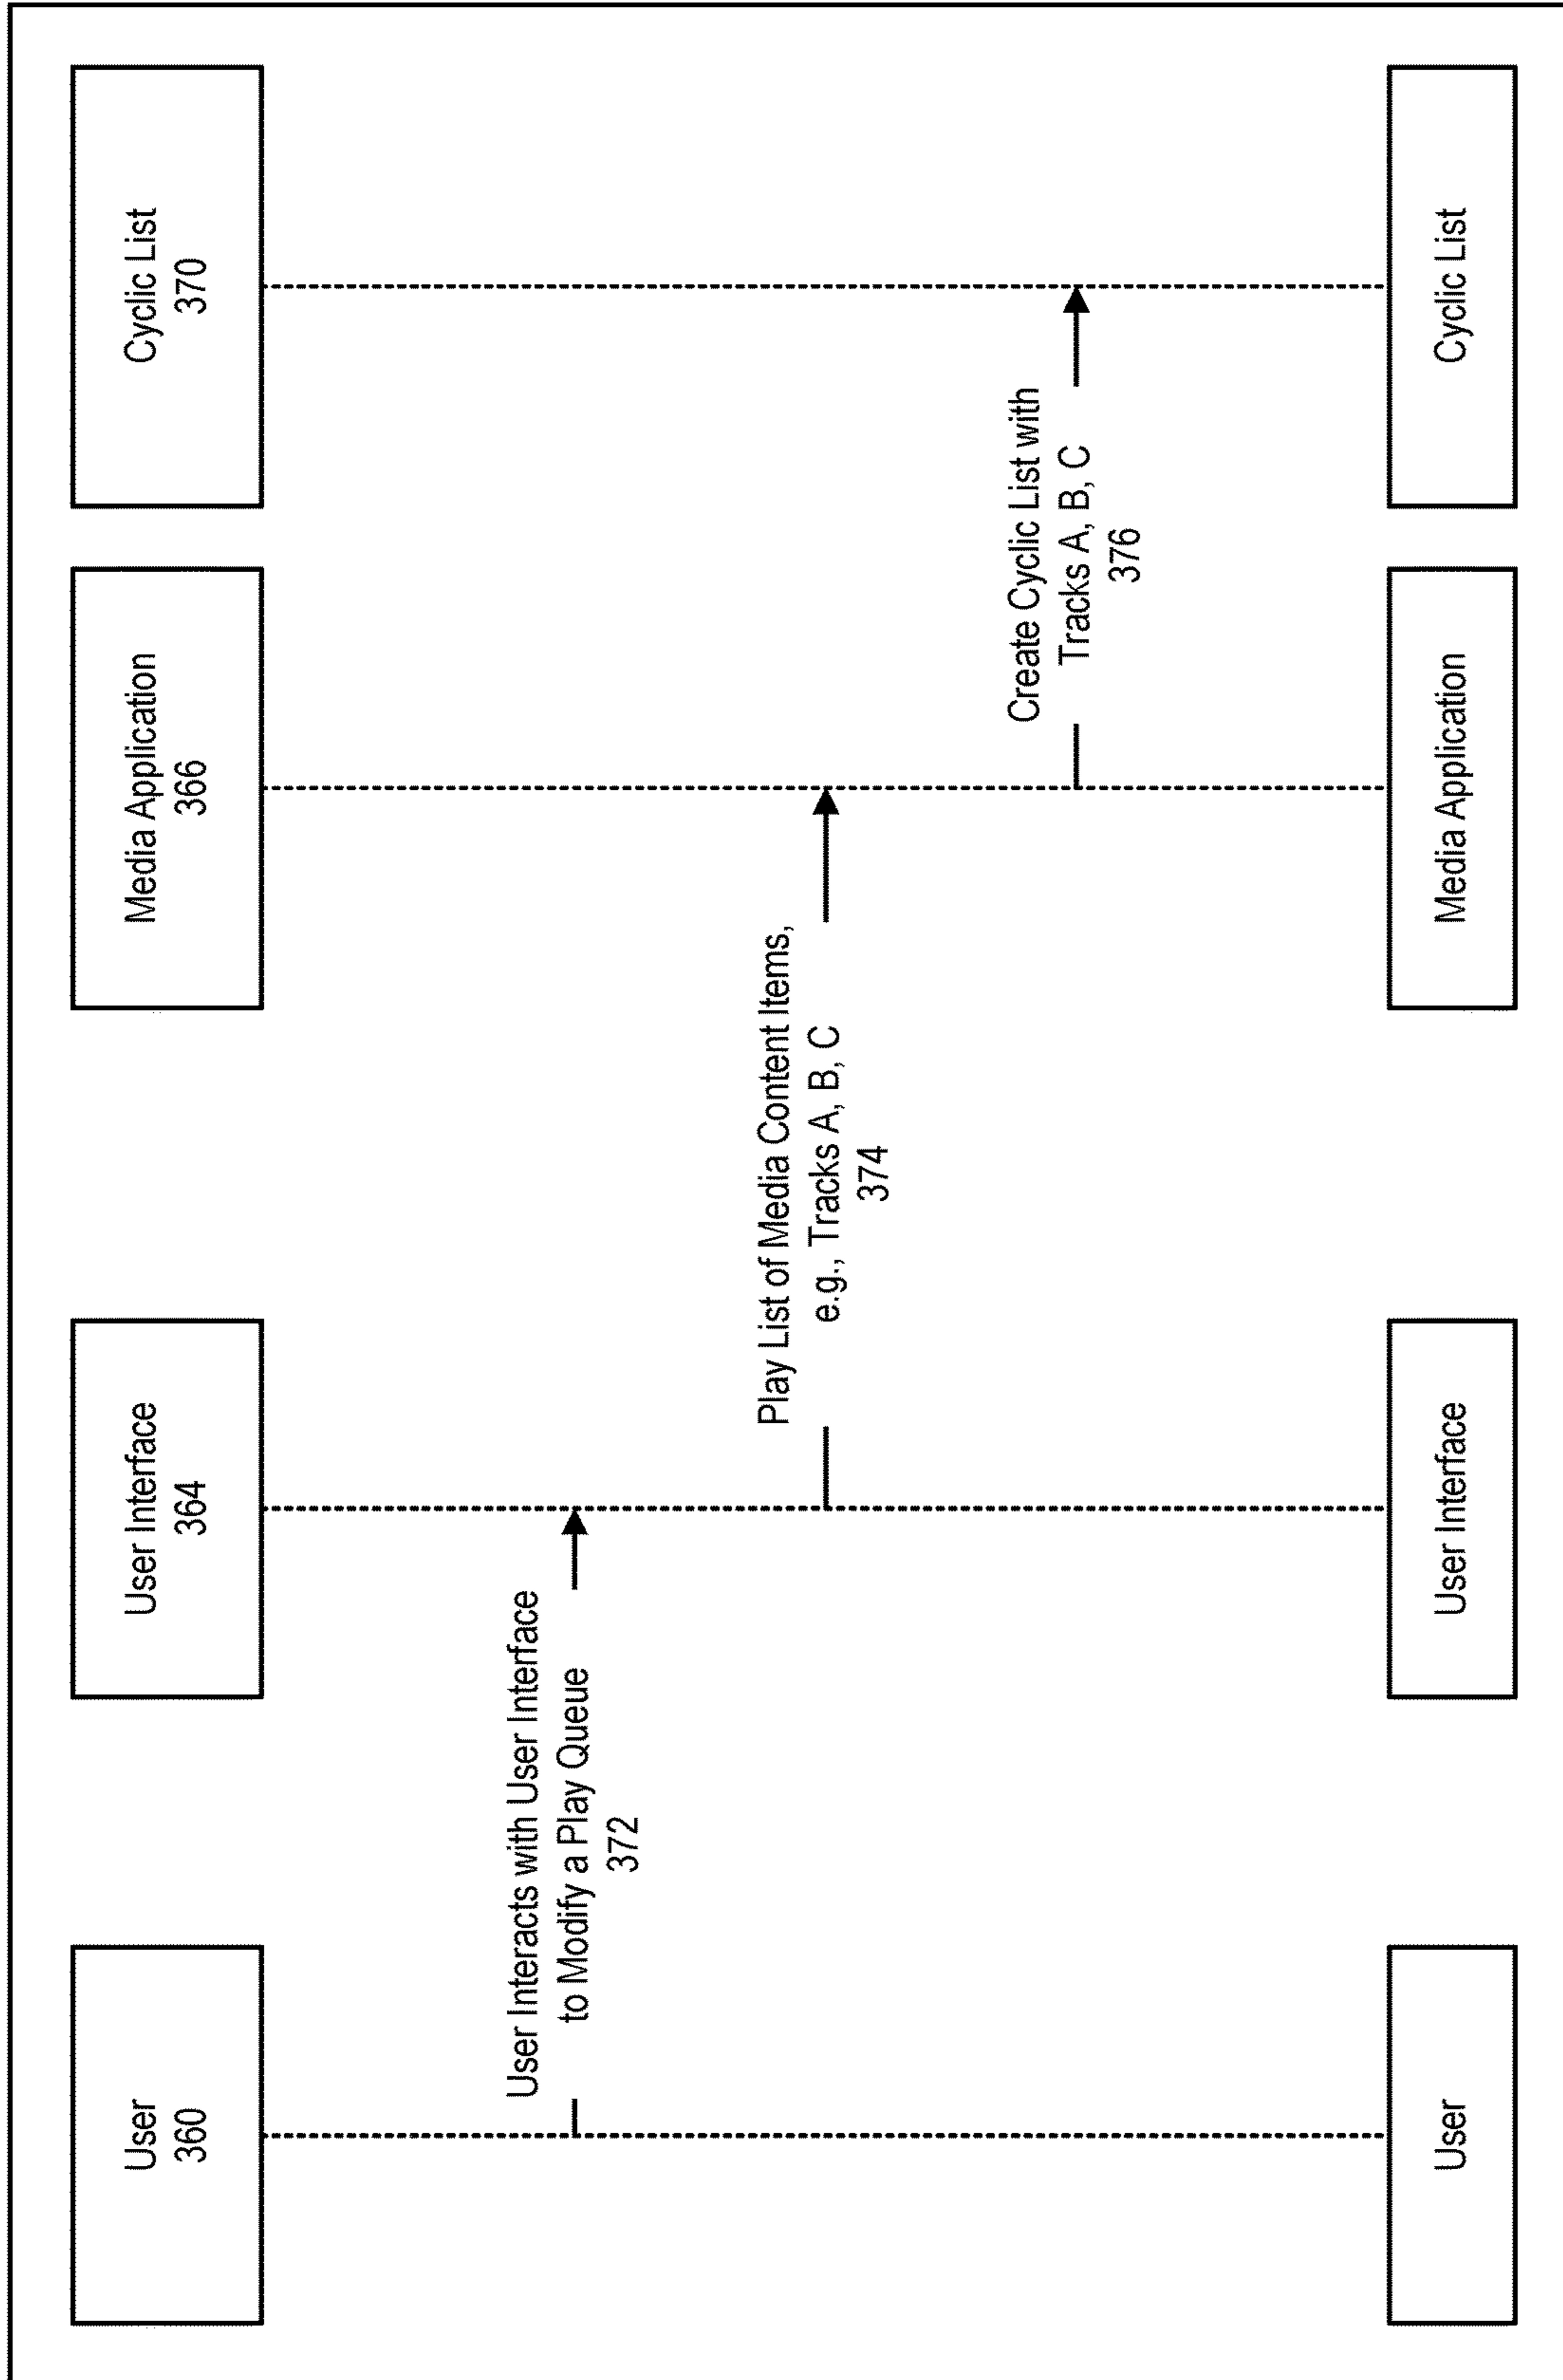 User
360
User Interface
364
Media Application
366
Cyclic List
370
User Interacts with User Interface
to Modify a Play Queue
372
Play List of Media Content Items,
e.g., Tracks A, B, C
374
Create Cyclic List with
Tracks A, B, C
376
User
User Interface
Media Application
Cyclic List